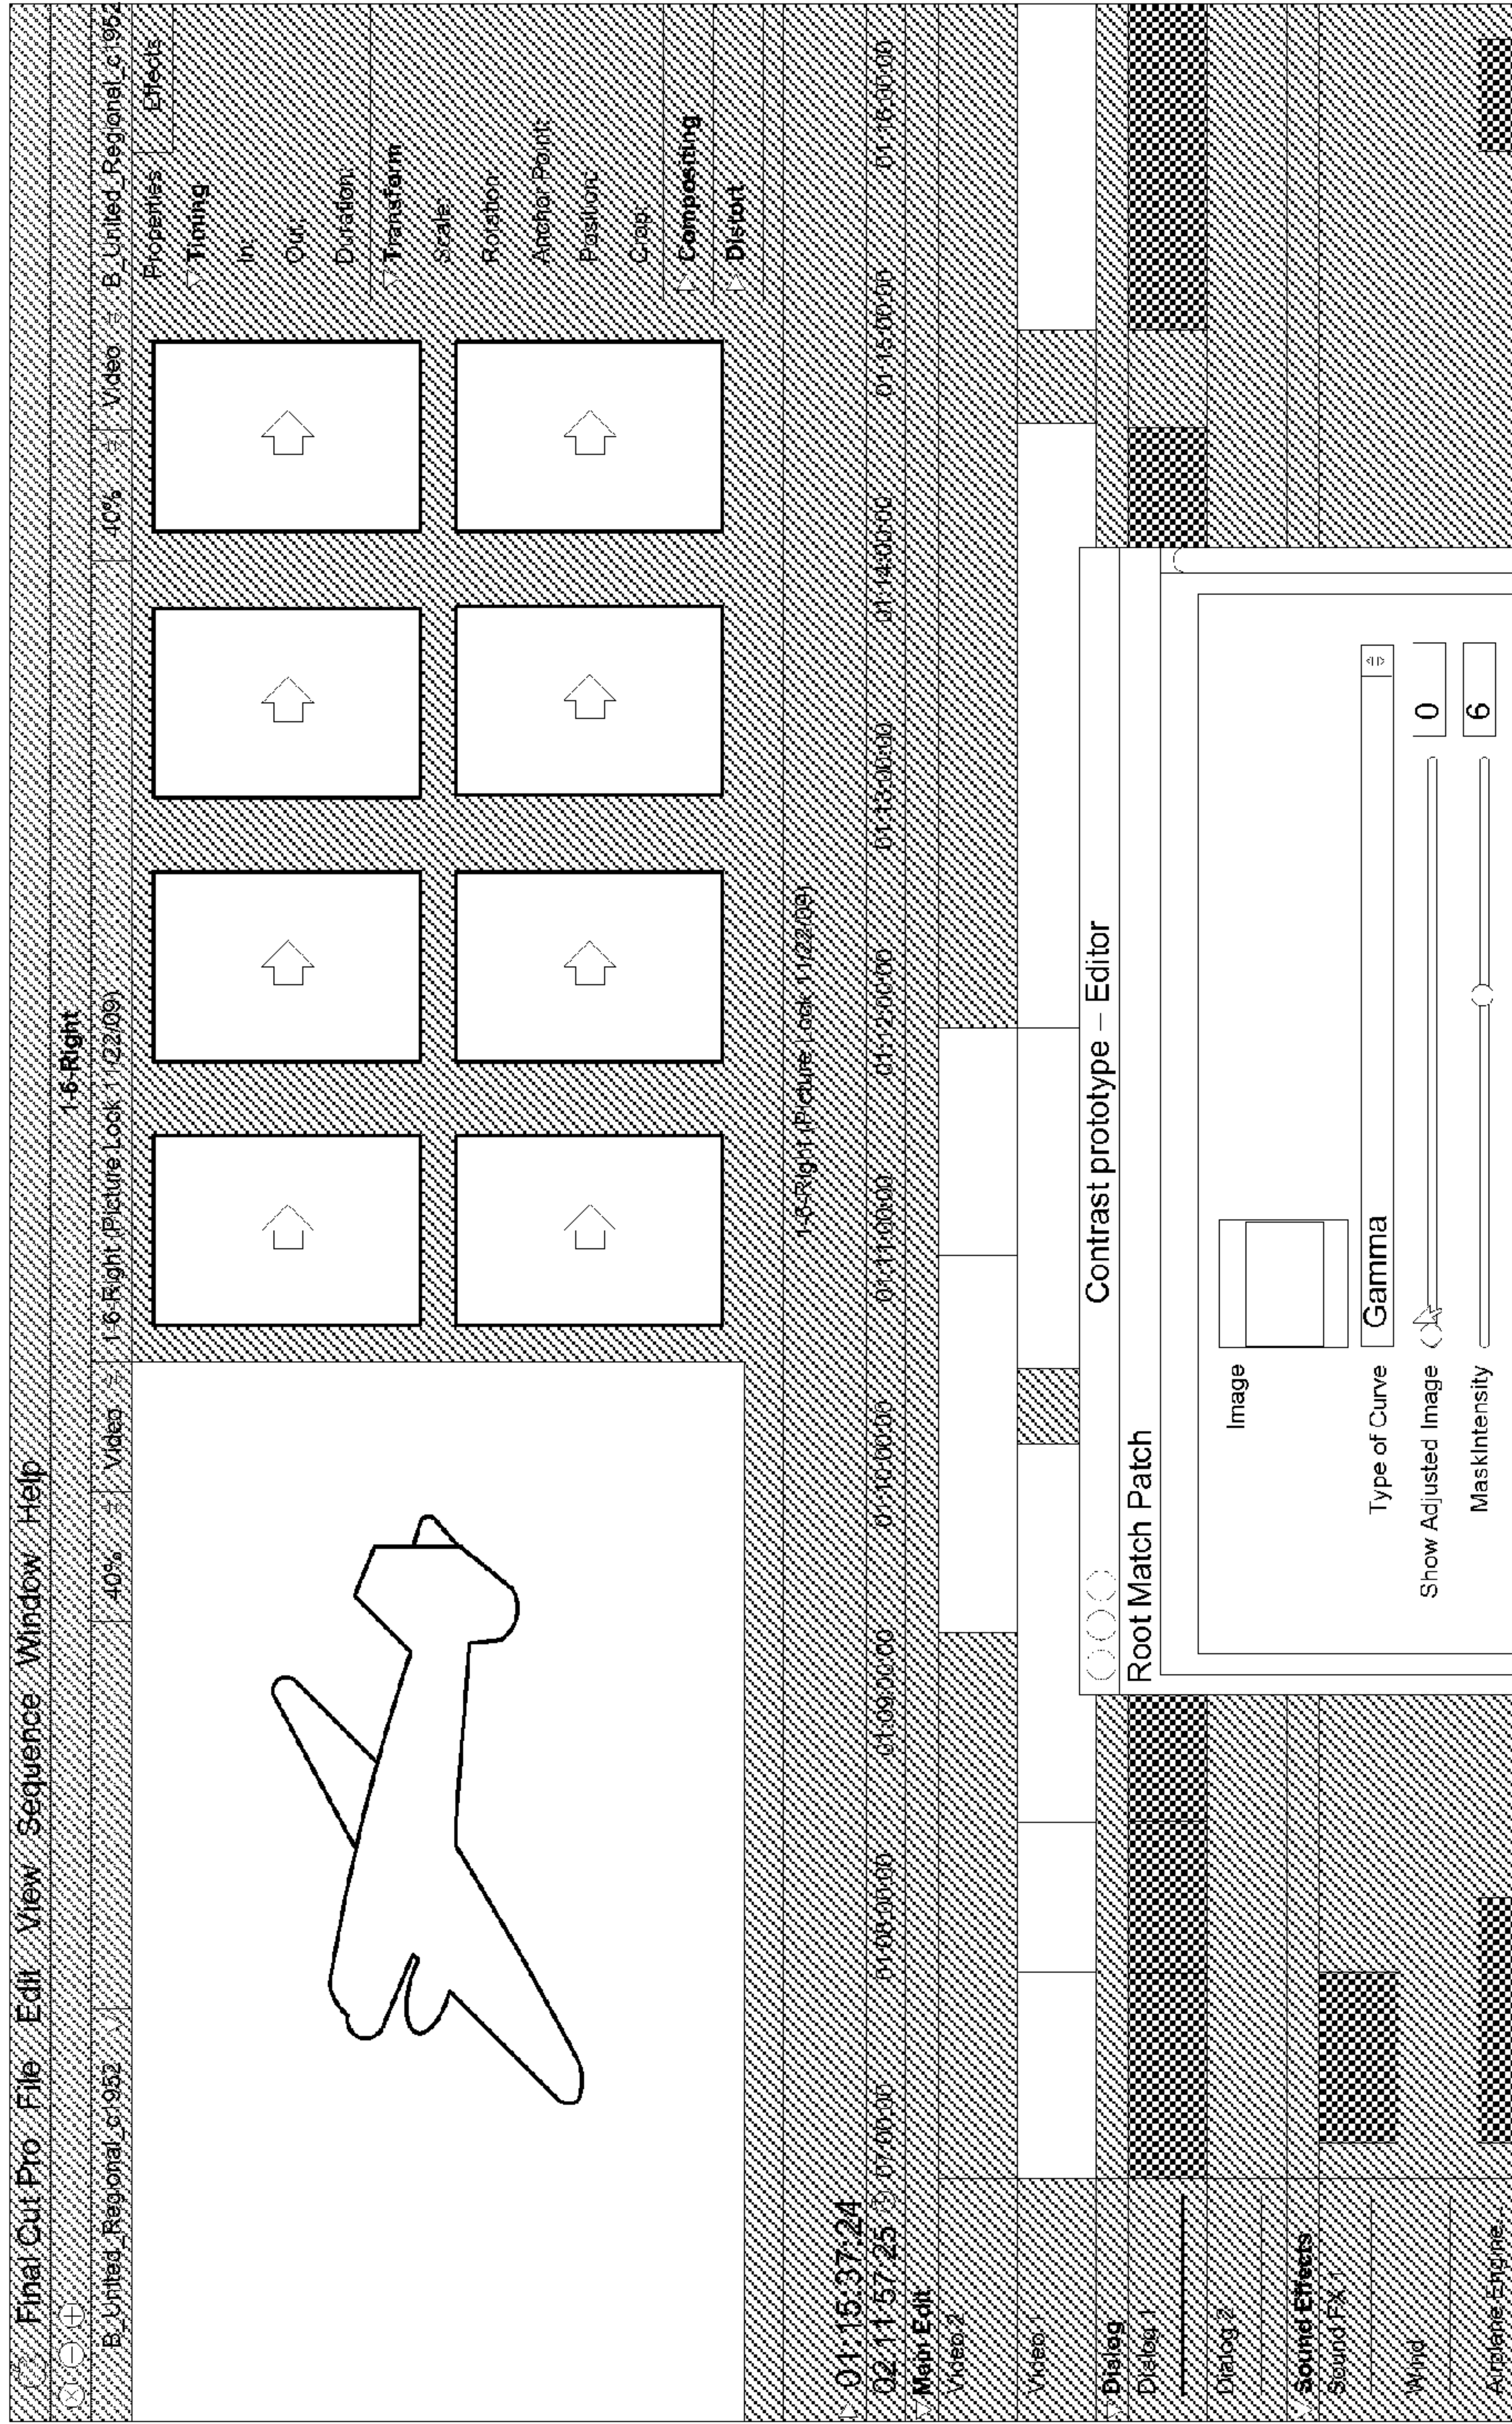 Final Cut Pro File Edit View Sequence Window Help
1-6-Right
B_United_Regional_c1952 40% Video 1-6-Right (Picture Lock 11/22/09) 40% Video B_United_Regional_c1952
Properties Effects
Timing
In:
Out:
Duration:
Transform
Scale:
Rotation:
Anchor Point:
Position:
Crop:
Compositing
Distort
1-6-Right (Picture Lock 11/22/09)
01:15:37:24
02:11:57:25 07:00:00 01:08:00:00 01:09:00:00 01:10:00:00 01:11:00:00 01:12:00:00 01:13:00:00 01:14:00:00 01:15:00:00 01:16:00:00
Main Edit
Video 2
Video 1
Dialog
Dialog 1
Dialog 2
Sound Effects
Sound FX 1
Wind
Airplane Engine
Contrast prototype – Editor
Root Match Patch
Image
Type of Curve Gamma
Show Adjusted Image 0
MaskIntensity 6